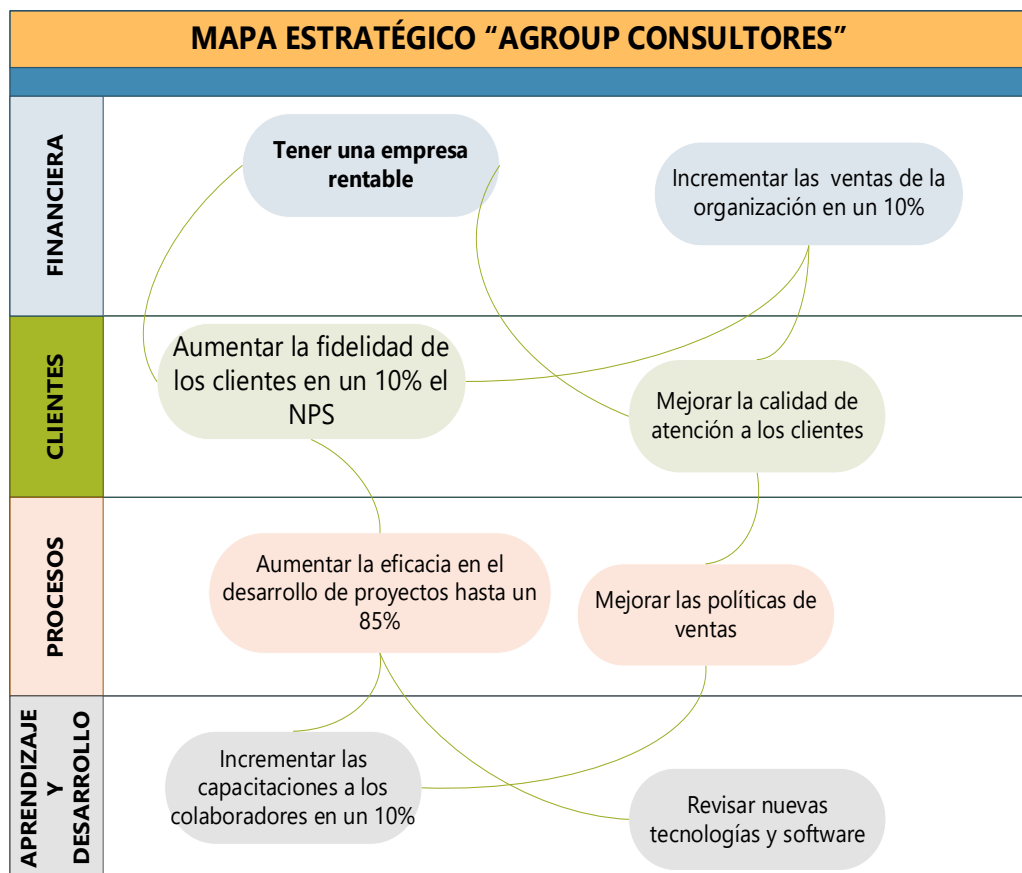 MAPA ESTRATÉGICO “AGROUP CONSULTORES”
FINANCIERA
Tener una empresa
rentable
Incrementar las ventas de la
organización en un 10%
CLIENTES
Aumentar la fidelidad de
los clientes en un 10% el
NPS
Mejorar la calidad de
atención a los clientes
PROCESOS
Aumentar la eficacia en el
desarrollo de proyectos hasta un
85%
Mejorar las políticas de
ventas
APRENDIZAJE
Y
DESARROLLO
Incrementar las
capacitaciones a los
colaboradores en un 10%
Revisar nuevas
tecnologías y software